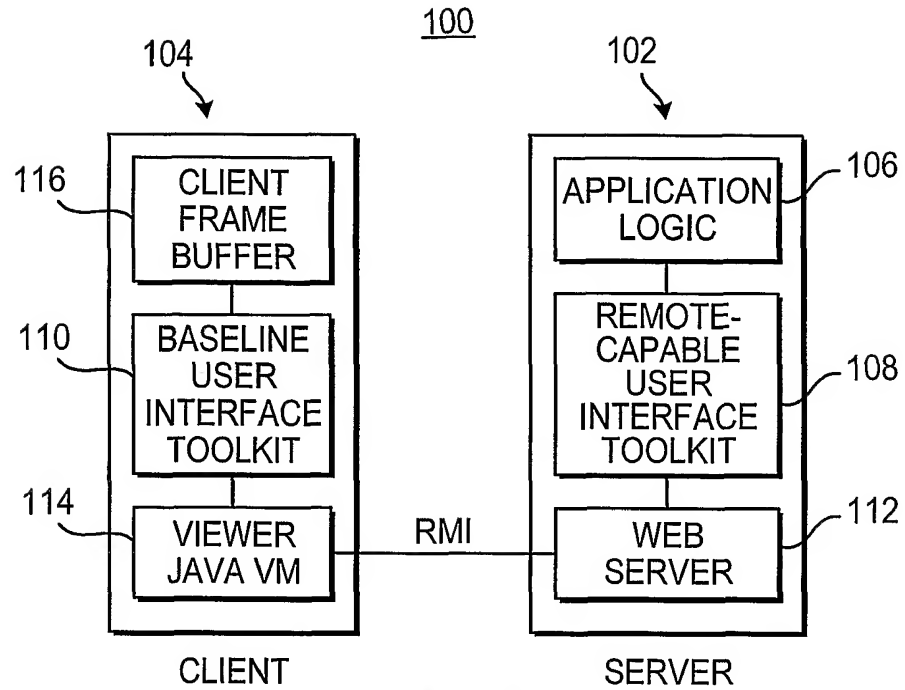 100
104
102
116
CLIENT
FRAME
BUFFER
APPLICATION
LOGIC
106
110
BASELINE
USER
INTERFACE
TOOLKIT
REMOTE-
CAPABLE
USER
INTERFACE
TOOLKIT
108
114
VIEWER
JAVA VM
RMI
WEB
SERVER
112
CLIENT
SERVER